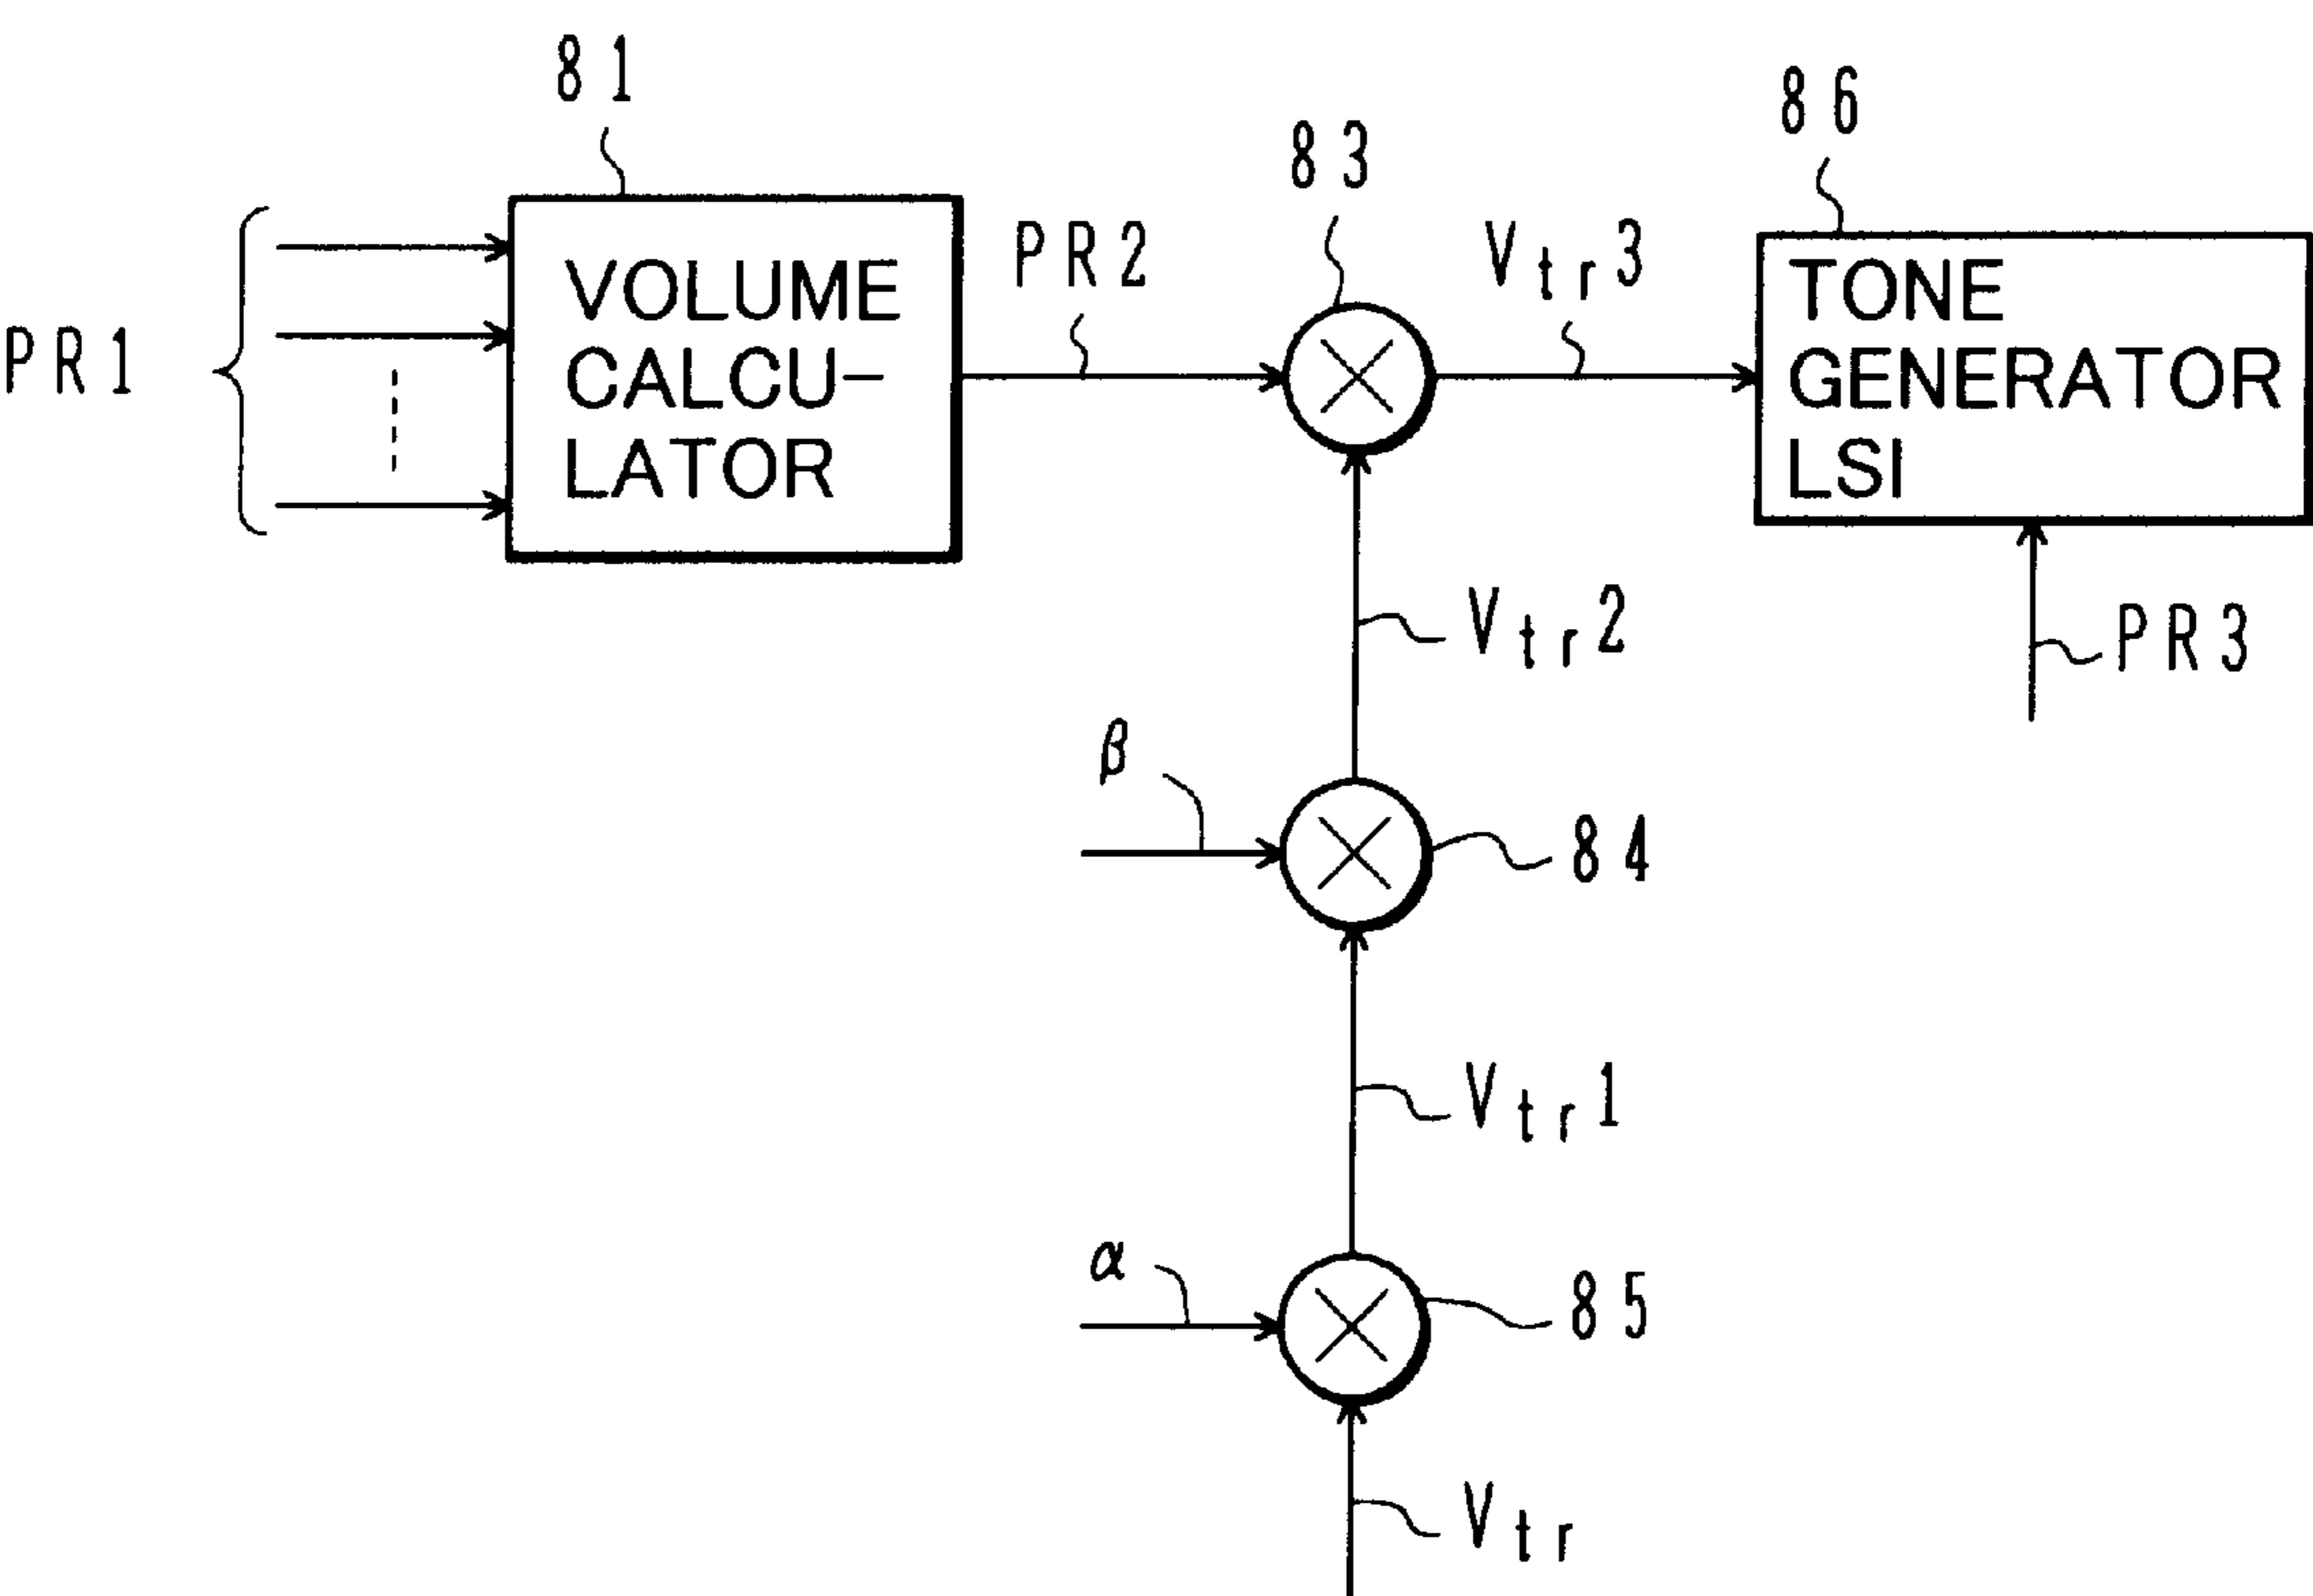 81
86
83
PR1
VOLUME
CALCU-
LATOR
PR2
Vtr3
TONE
GENERATOR
LSI
Vtr2
PR3
β
84
Vtr1
α
85
Vtr